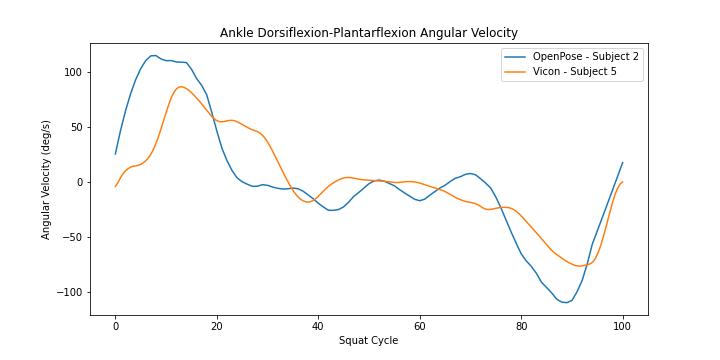 Ankle Dorsiflexion-Plantarflexion Angular Velocity
OpenPose - Subject 2
Vicon - Subject 5
Angular Velocity (deg/s)
100
50
0
−50
−100
0 20 40 60 80 100
Squat Cycle